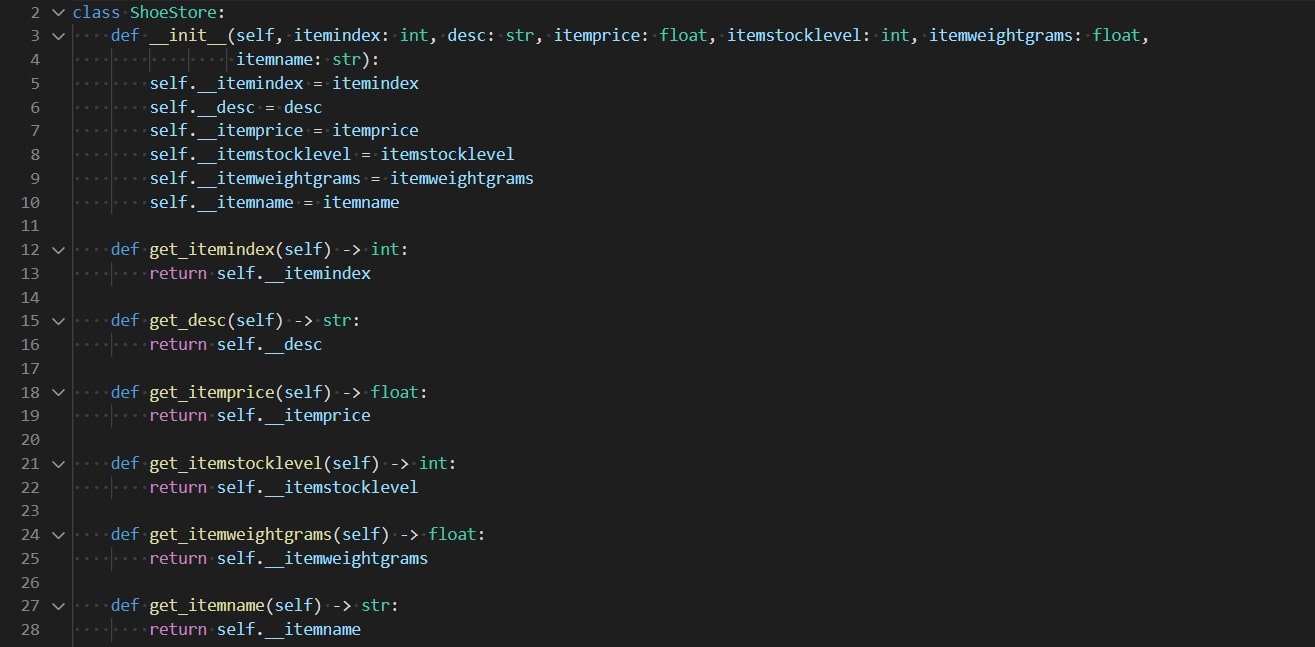 2 class ShoeStore:
3     def __init__(self, itemindex: int, desc: str, itemprice: float, itemstocklevel: int, itemweightgrams: float,
4                  itemname: str):
5         self.__itemindex = itemindex
6         self.__desc = desc
7         self.__itemprice = itemprice
8         self.__itemstocklevel = itemstocklevel
9         self.__itemweightgrams = itemweightgrams
10         self.__itemname = itemname
11
12     def get_itemindex(self) -> int:
13         return self.__itemindex
14
15     def get_desc(self) -> str:
16         return self.__desc
17
18     def get_itemprice(self) -> float:
19         return self.__itemprice
20
21     def get_itemstocklevel(self) -> int:
22         return self.__itemstocklevel
23
24     def get_itemweightgrams(self) -> float:
25         return self.__itemweightgrams
26
27     def get_itemname(self) -> str:
28         return self.__itemname